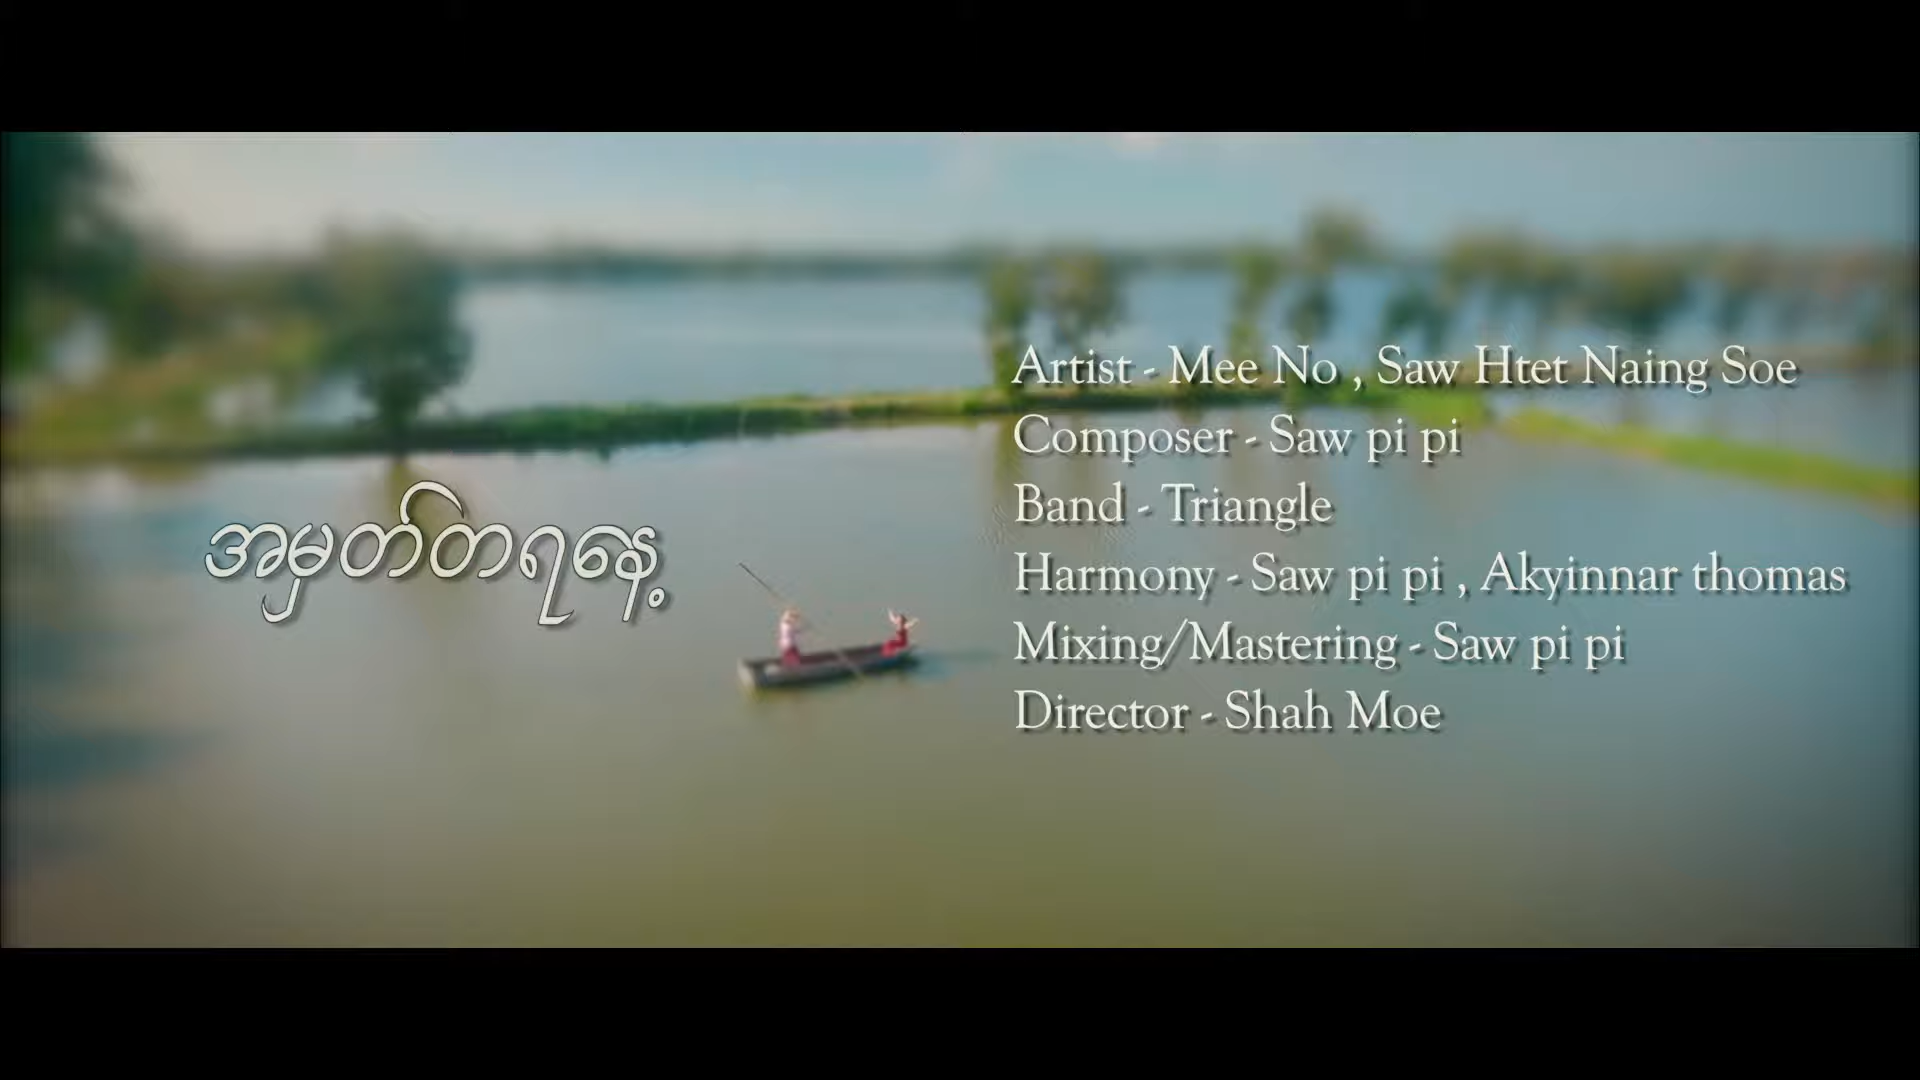 အမှတ်တရနေ့
Artist - Mee No , Saw Htet Naing Soe
Composer - Saw pi pi
Band - Triangle
Harmony - Saw pi pi , Akyinnar thomas
Mixing/Mastering - Saw pi pi
Director - Shah Moe